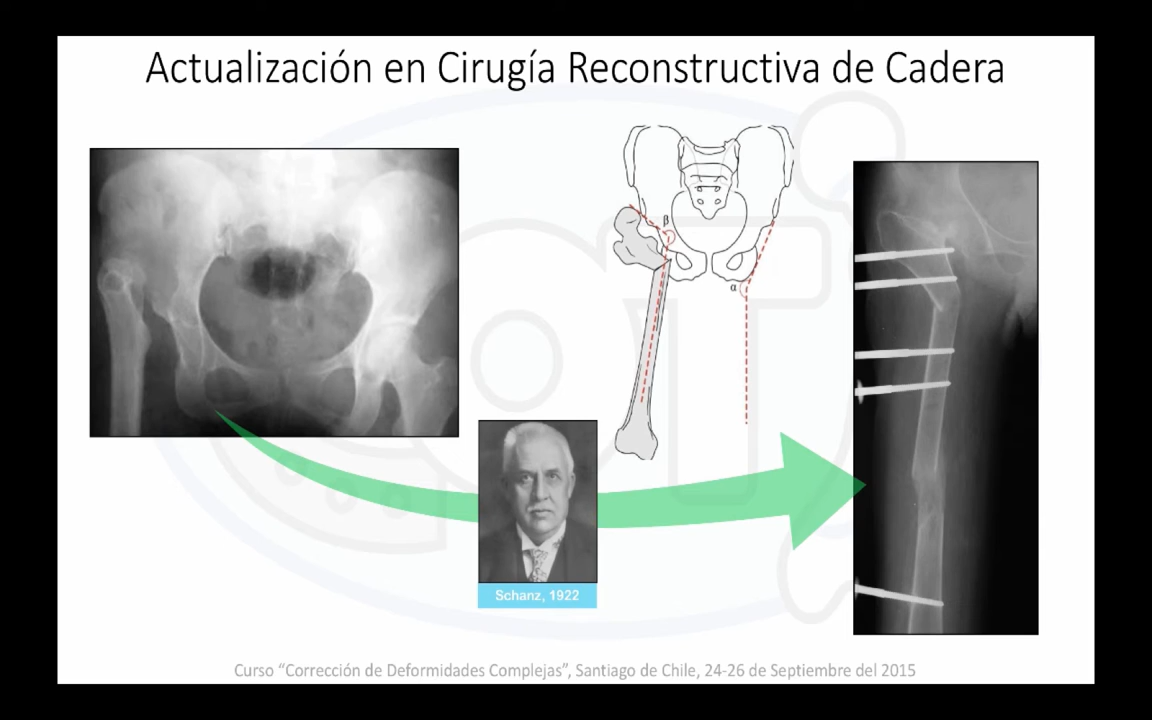 Actualización en Cirugía Reconstructiva de Cadera
β
α
Schanz, 1922
Curso “Corrección de Deformidades Complejas”, Santiago de Chile, 24-26 de Septiembre del 2015